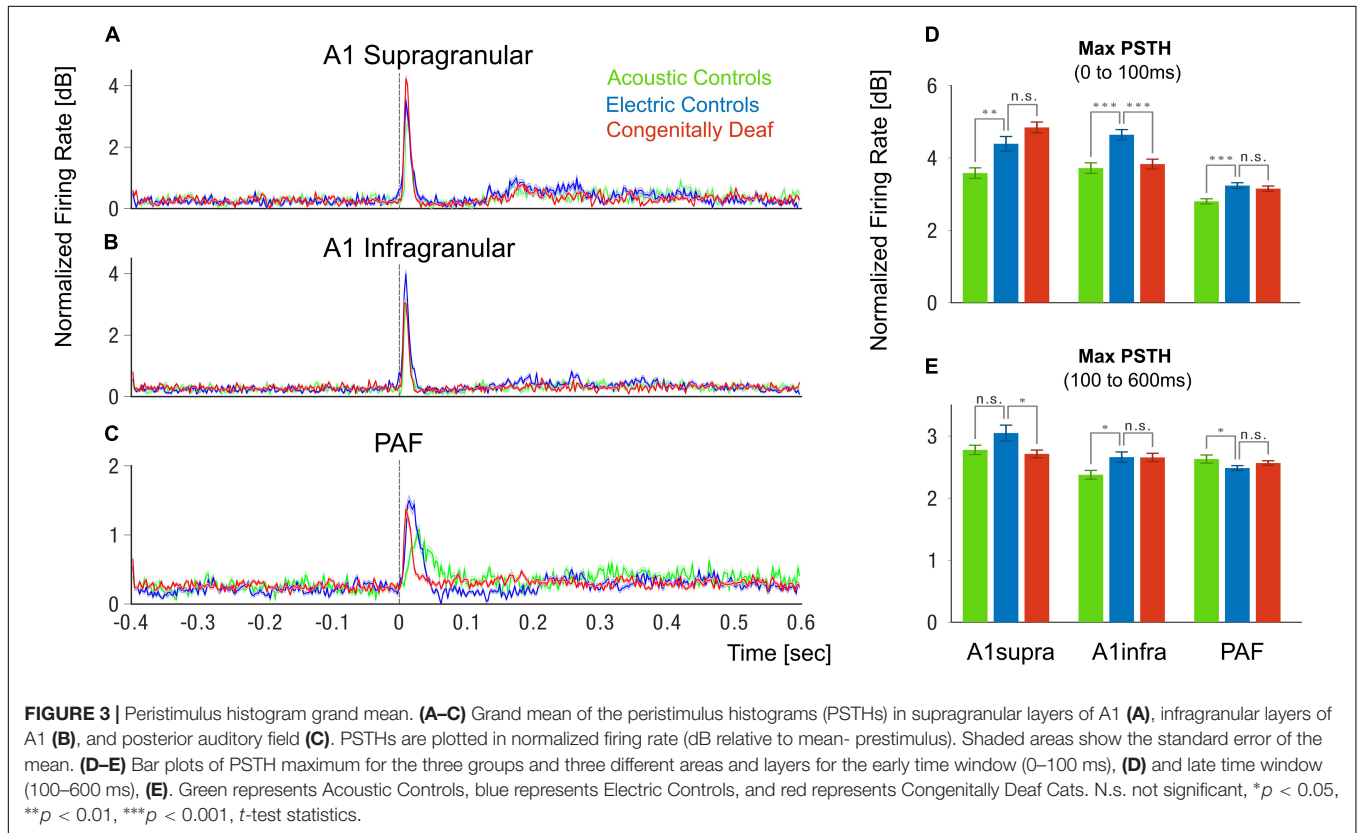 A
A1 Supragranular
Normalized Firing Rate [dB]
Acoustic Controls
Electric Controls
Congenitally Deaf
4
2
0
B
A1 Infragranular
4
2
0
C
PAF
2
1
0
-0.4 -0.3 -0.2 -0.1 0 0.1 0.2 0.3 0.4 0.5 0.6
Time [sec]
D
Max PSTH
(0 to 100ms)
Normalized Firing Rate [dB]
6
4
2
0
** n.s.
*** ***
*** n.s.
E
Max PSTH
(100 to 600ms)
3
2
1
0
n.s. *
* n.s.
* n.s.
A1supra A1infra PAF
FIGURE 3 | Peristimulus histogram grand mean. (A–C) Grand mean of the peristimulus histograms (PSTHs) in supragranular layers of A1 (A), infragranular layers of
A1 (B), and posterior auditory field (C). PSTHs are plotted in normalized firing rate (dB relative to mean- prestimulus). Shaded areas show the standard error of the
mean. (D–E) Bar plots of PSTH maximum for the three groups and three different areas and layers for the early time window (0–100 ms), (D) and late time window
(100–600 ms), (E). Green represents Acoustic Controls, blue represents Electric Controls, and red represents Congenitally Deaf Cats. N.s. not significant, *p < 0.05,
**p < 0.01, ***p < 0.001, t-test statistics.